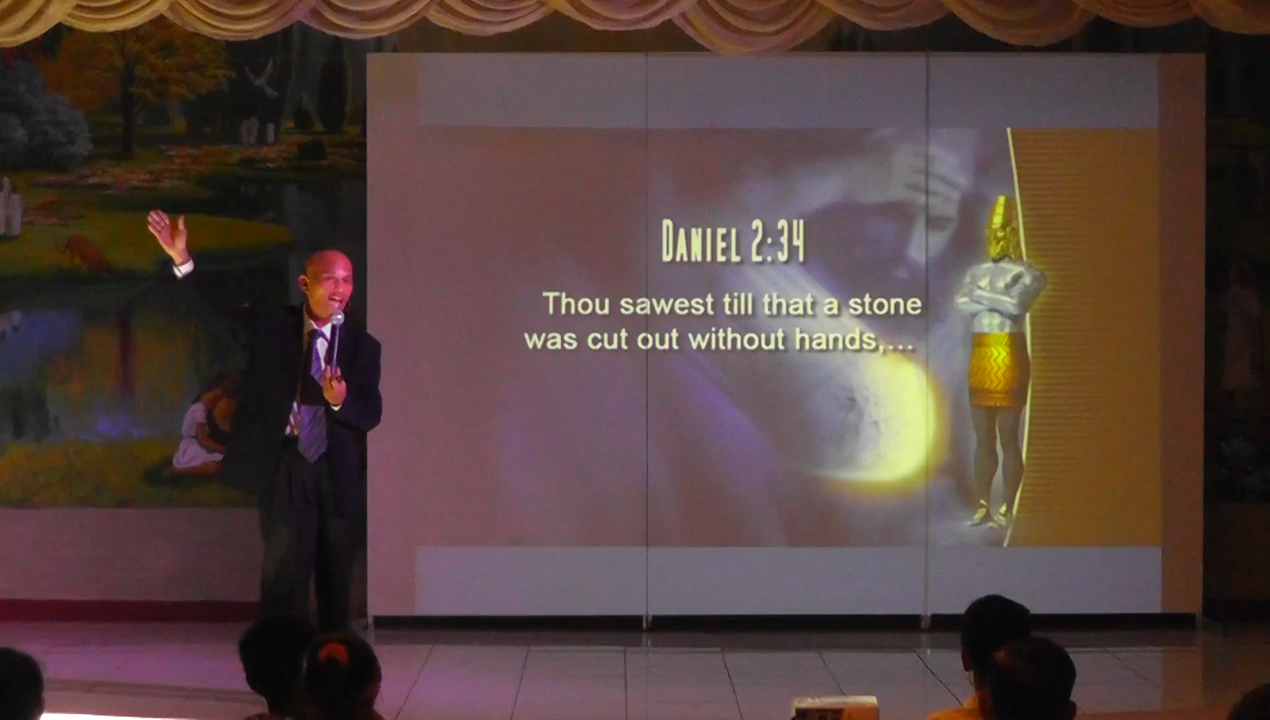 Daniel 2:34
Thou sawest till that a stone
was cut out without hands,...